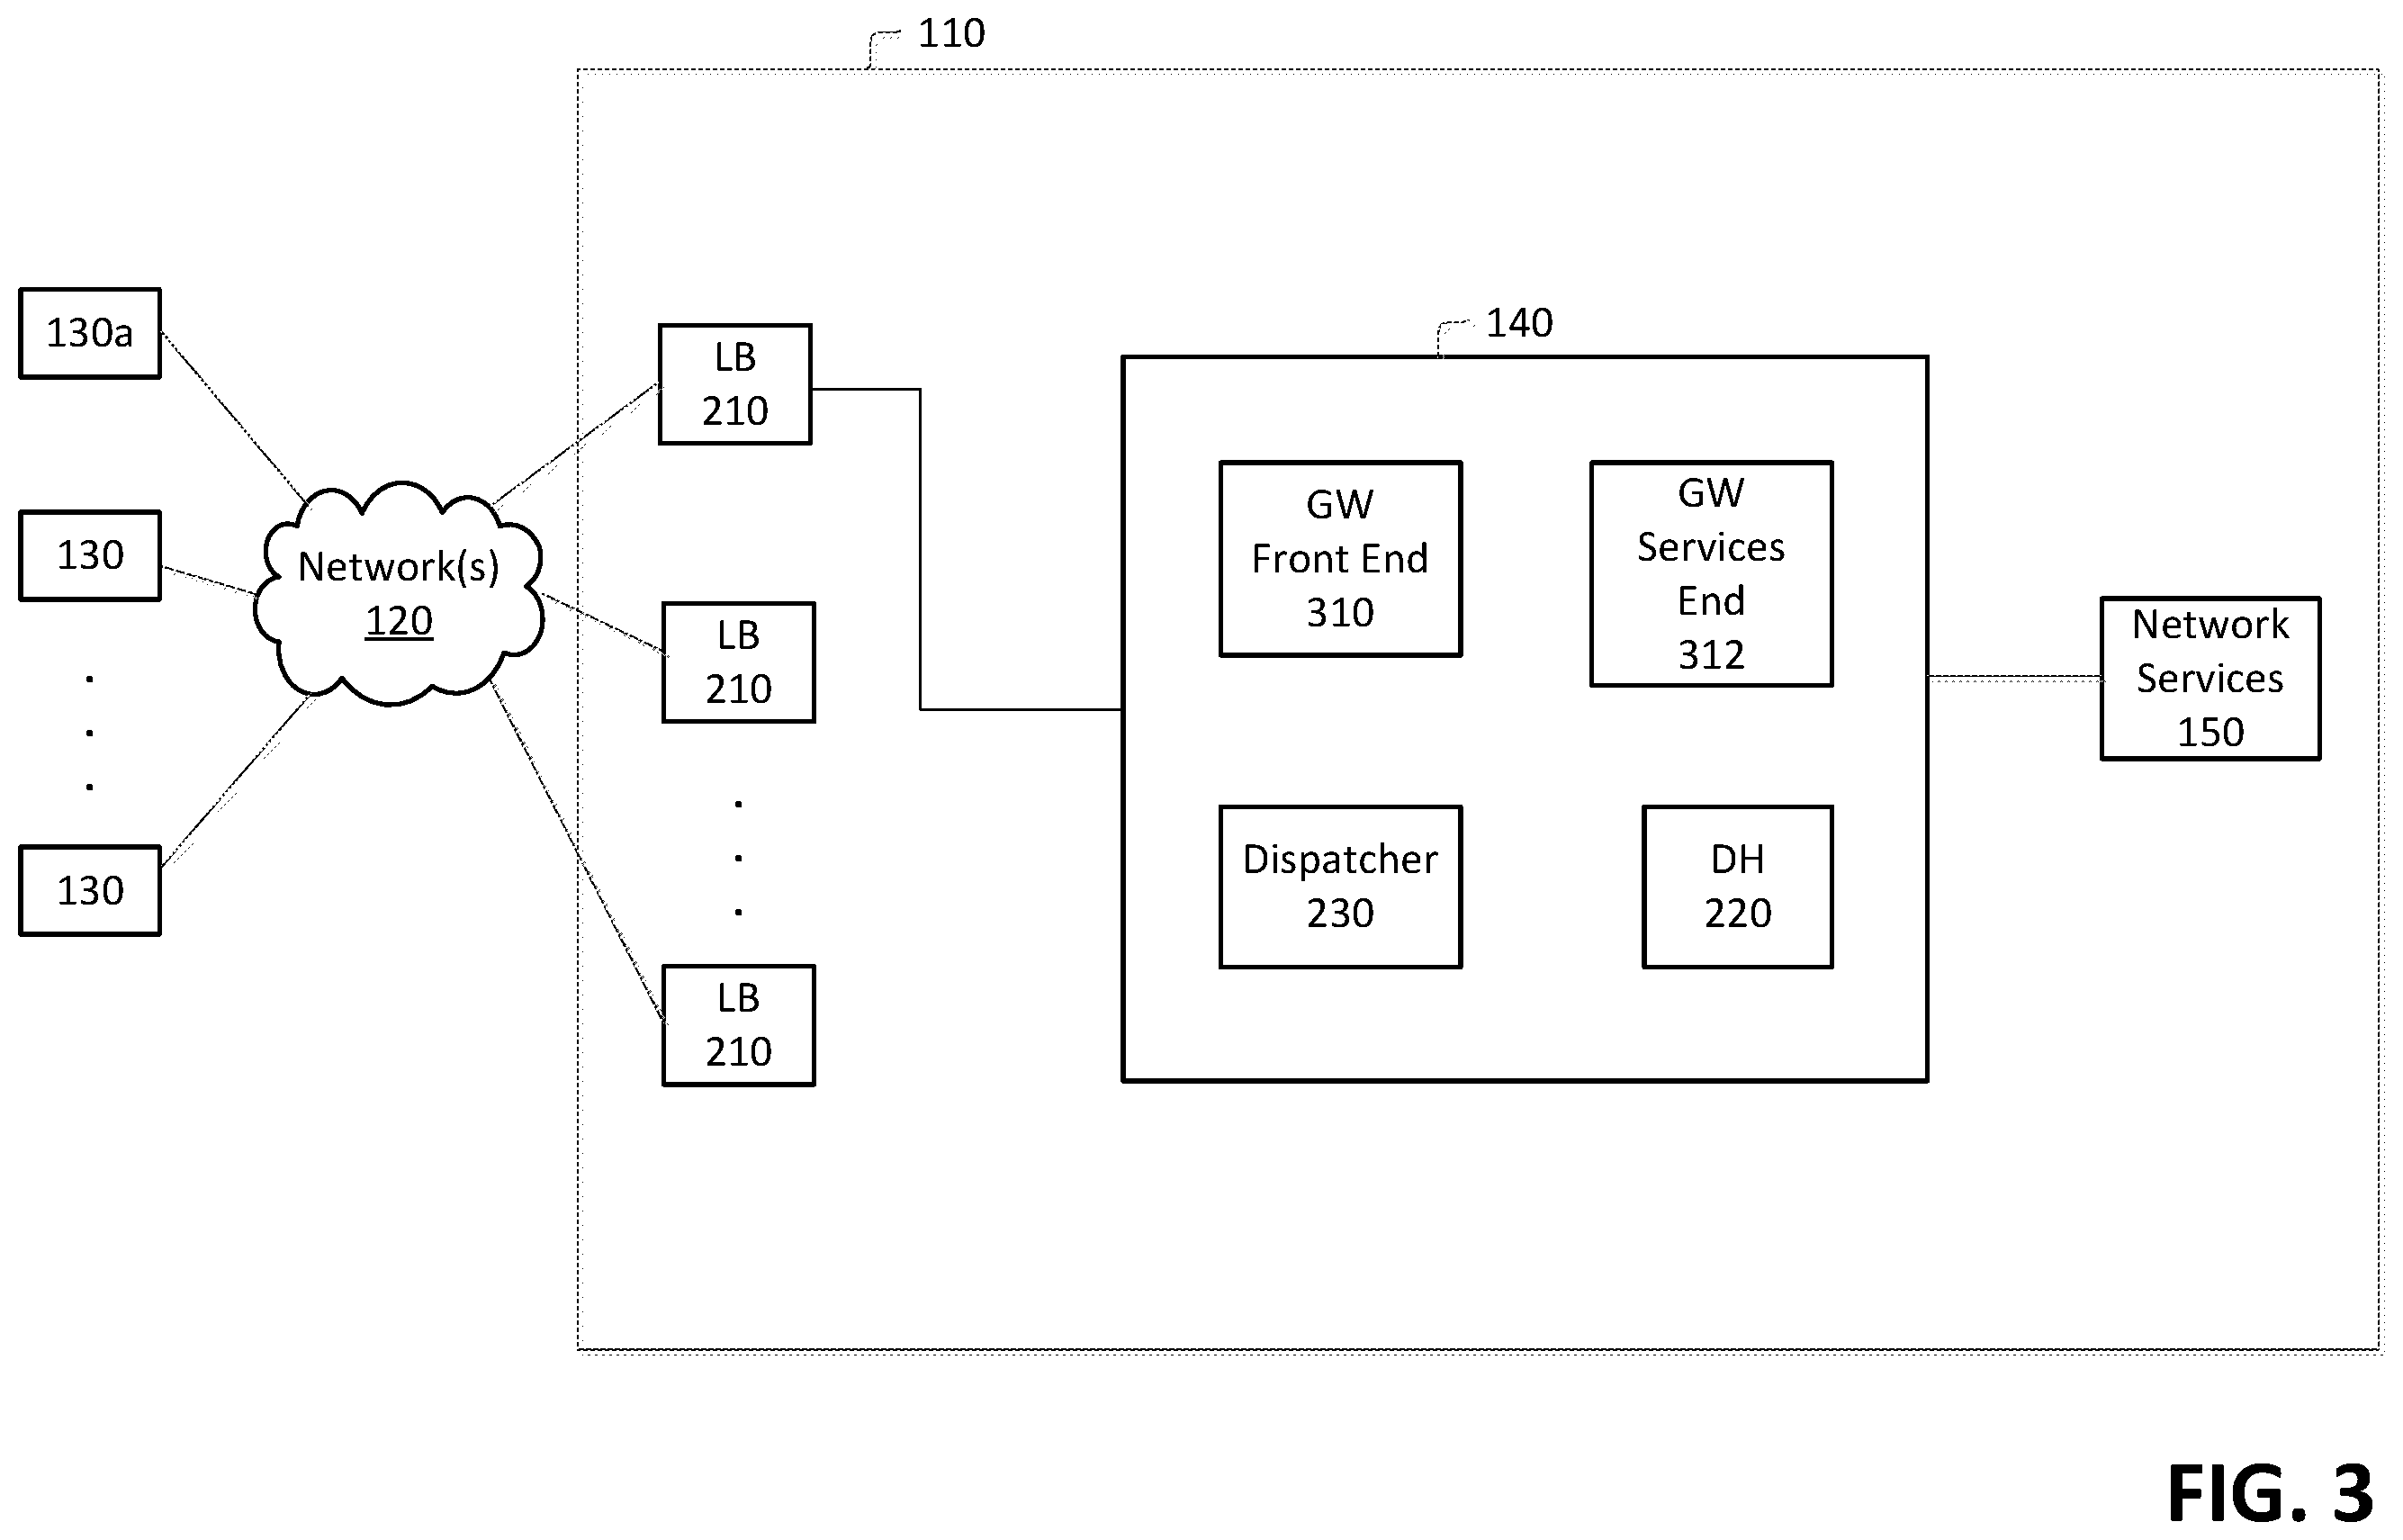 110
130a
130
130
Network(s)
120
LB
210
LB
210
LB
210
140
GW
Front End
310
GW
Services
End
312
Dispatcher
230
DH
220
Network
Services
150
FIG. 3